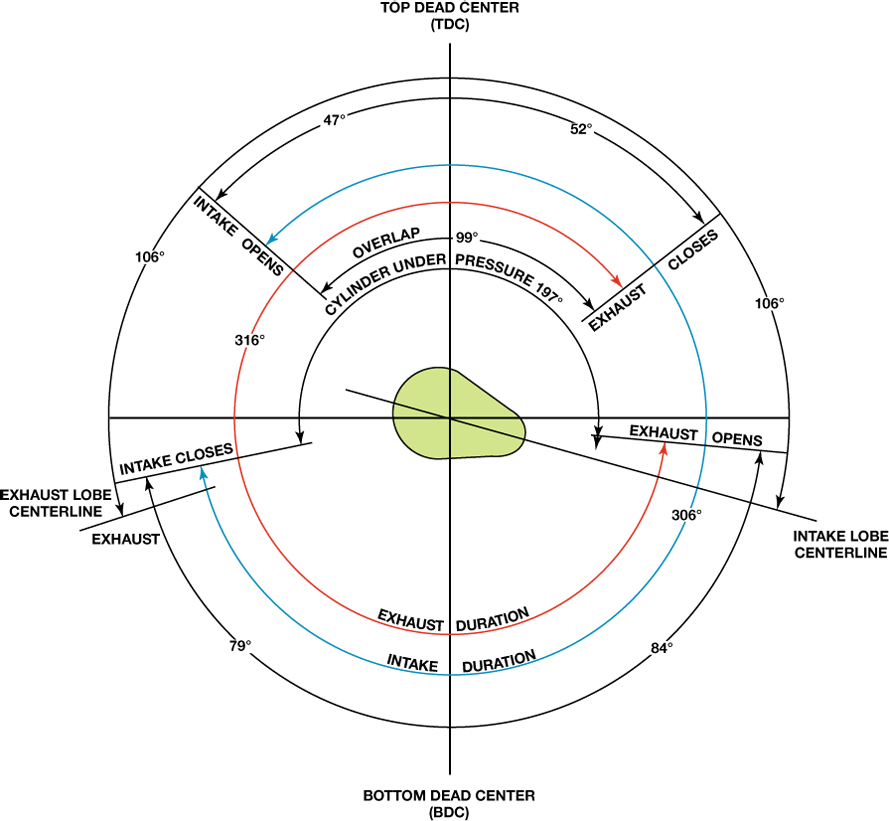 TOP DEAD CENTER
(TDC)
47°
52°
INTAKE OPENS
EXHAUST CLOSES
OVERLAP 99°
CYLINDER UNDER PRESSURE 197°
106°
106°
316°
INTAKE CLOSES
EXHAUST OPENS
EXHAUST LOBE
CENTERLINE
EXHAUST
306°
INTAKE LOBE
CENTERLINE
EXHAUST DURATION
INTAKE DURATION
79°
84°
BOTTOM DEAD CENTER
(BDC)